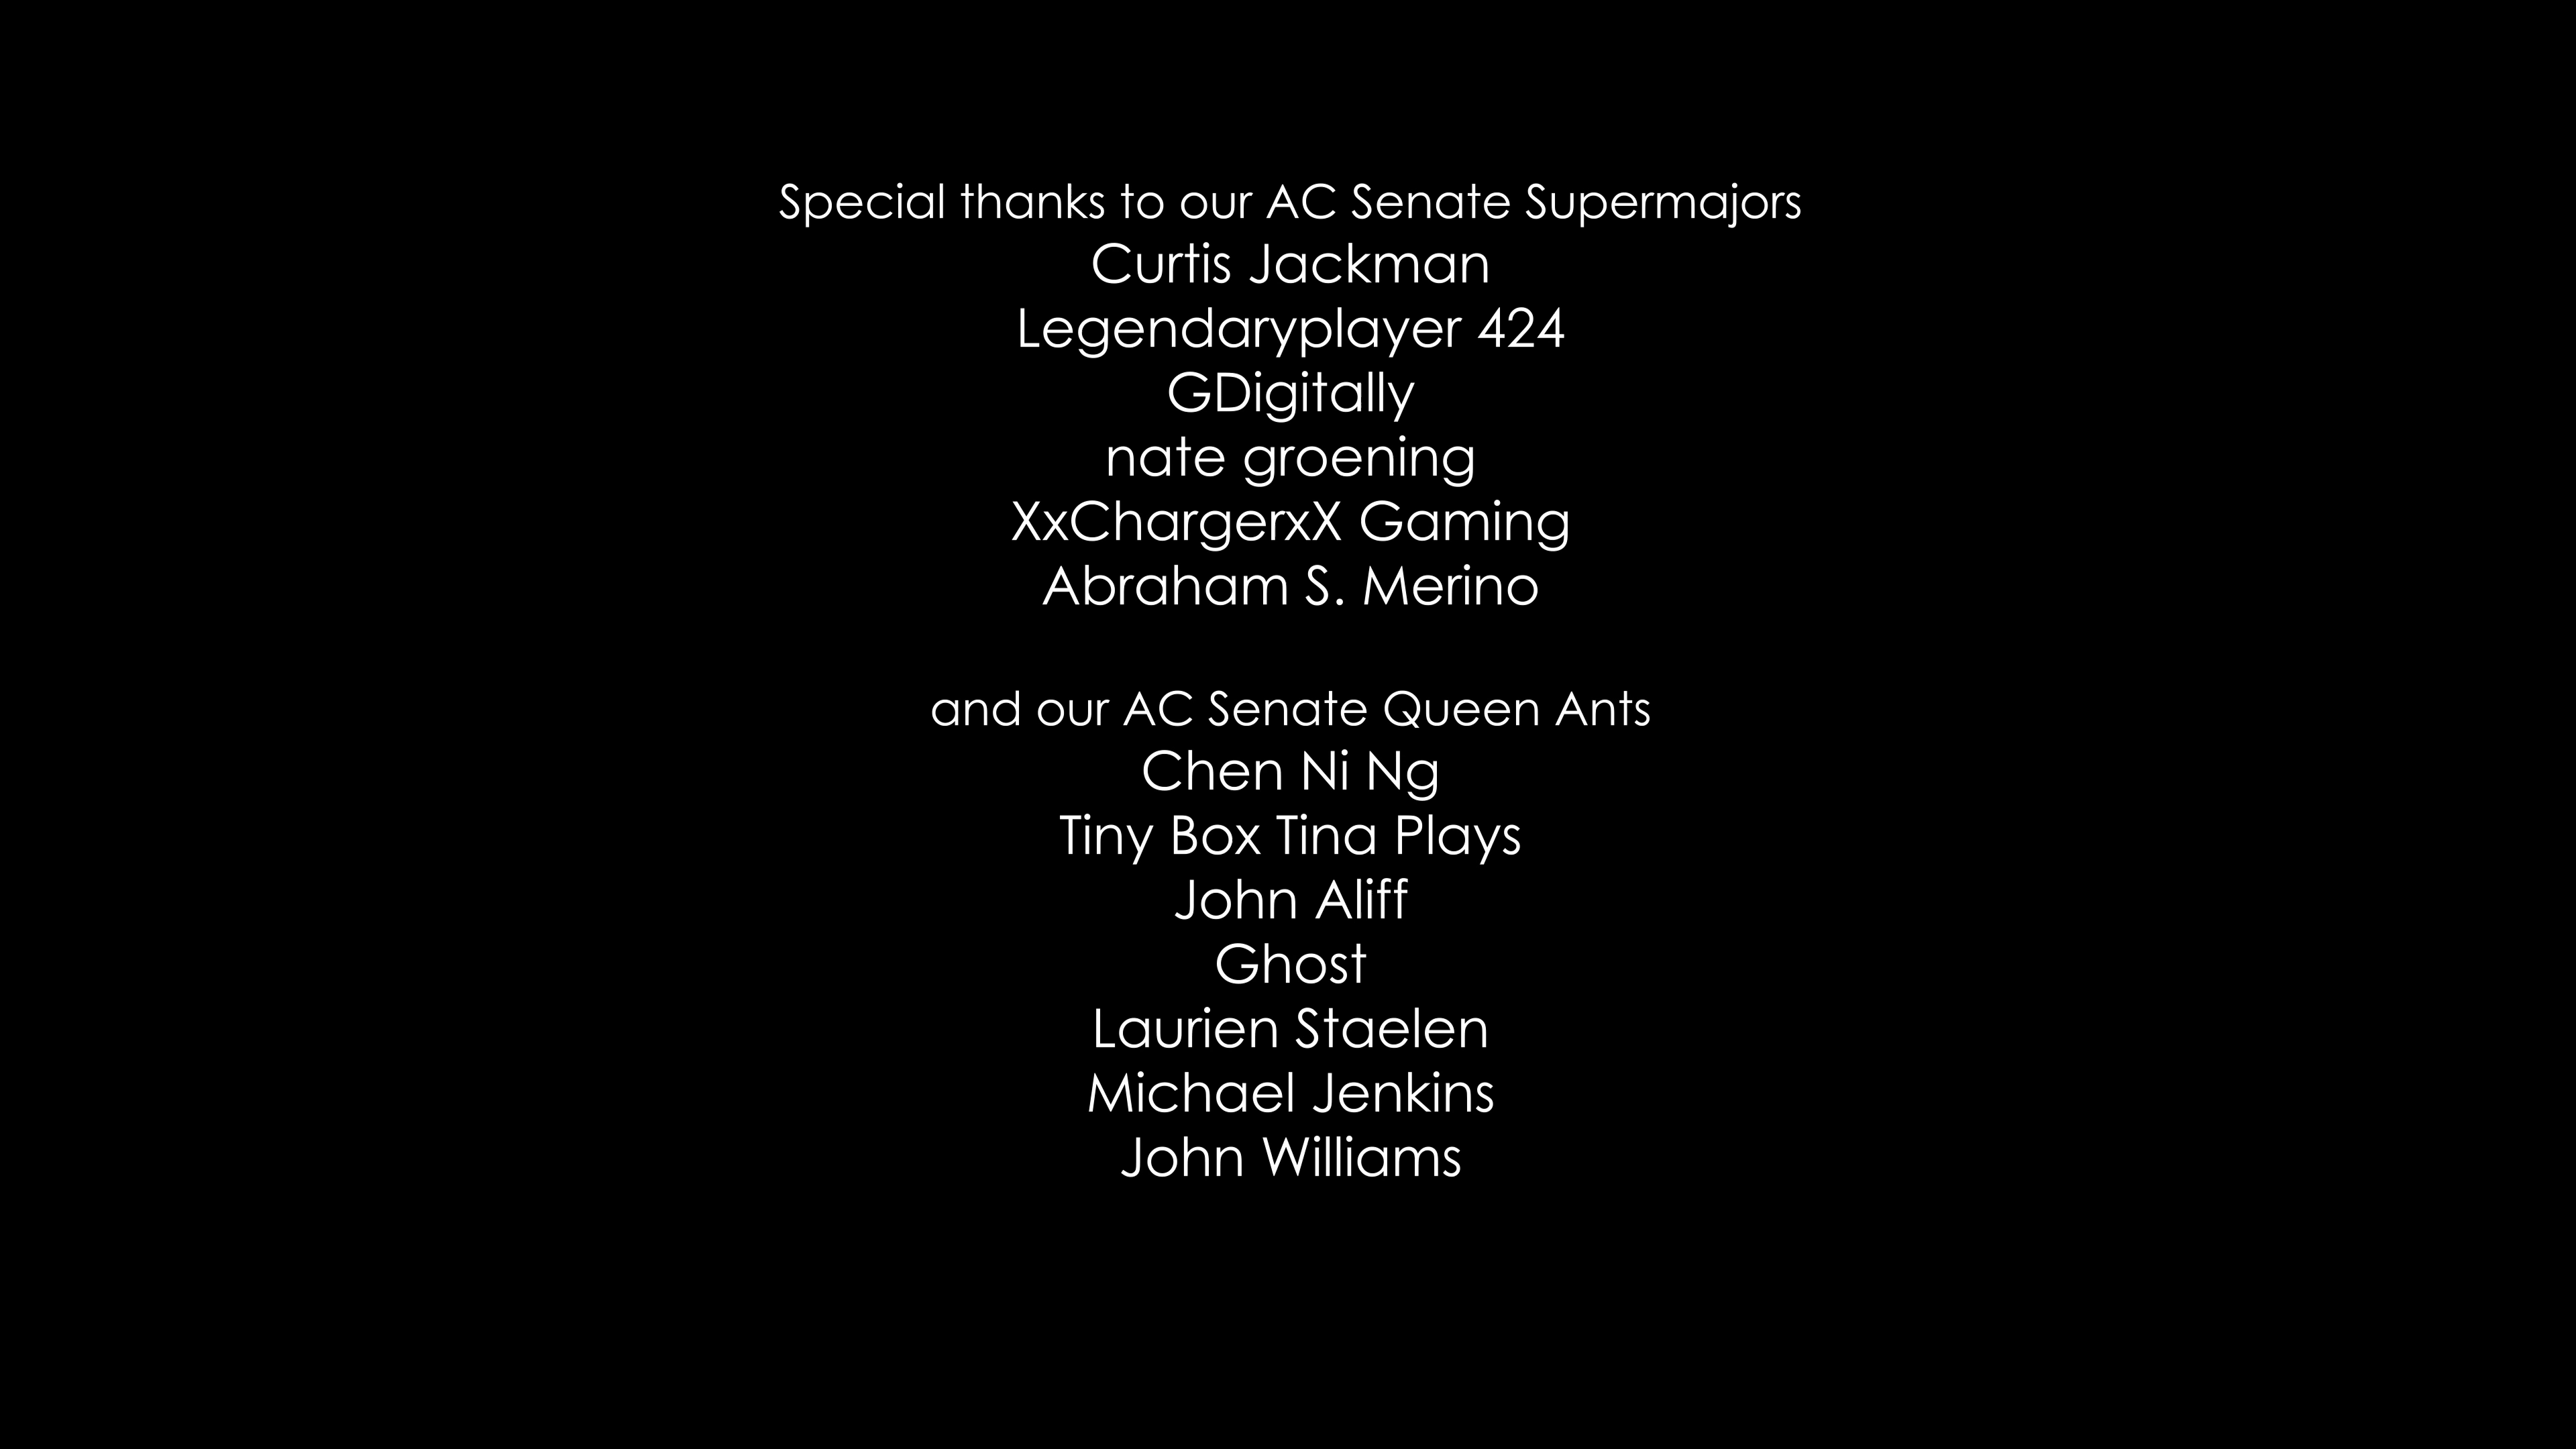 Special thanks to our AC Senate Supermajors
Curtis Jackman
Legendaryplayer 424
GDigitally
nate groening
XxChargerxX Gaming
Abraham S. Merino
and our AC Senate Queen Ants
Chen Ni Ng
Tiny Box Tina Plays
John Aliff
Ghost
Laurien Staelen
Michael Jenkins
John Williams